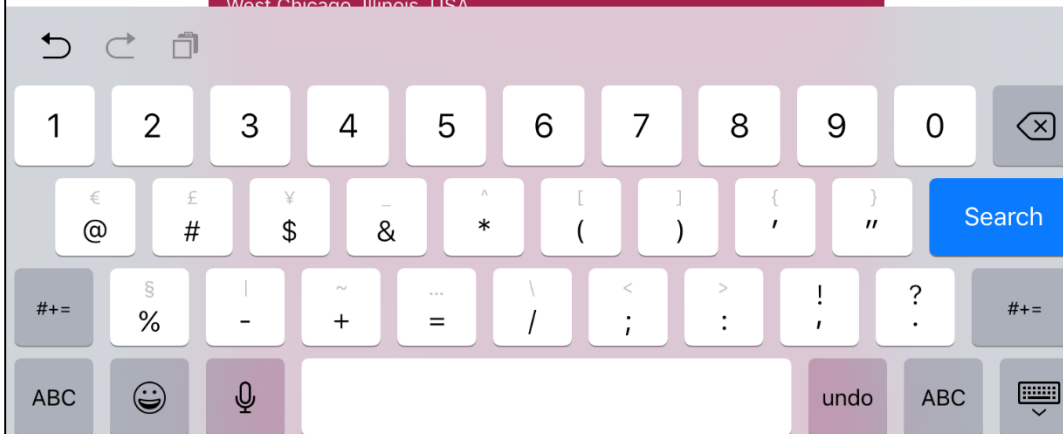 West Chicago, Illinois, USA
1 2 3 4 5 6 7 8 9 0
€ £ ¥ _ ^ [ ] { }
@ # $ & * ( ) ' " Search
§ | ~ … \ < > ! ?
#+= % - + = / ; : , . #+=
ABC undo ABC